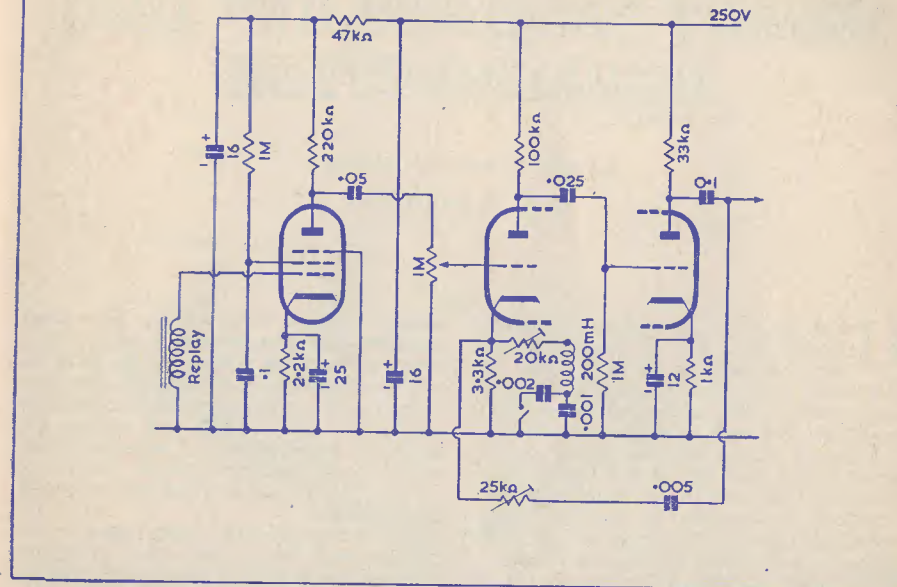 250V
47kΩ
16
1M
220kΩ
·05
100kΩ
·025
33kΩ
0·1
1M
Replay
·1
2·2kΩ
25
16
3·3kΩ
20kΩ
·002
200mH
·001
1M
12
1kΩ
25kΩ
·005
+
-
+
-
+
-
+
-